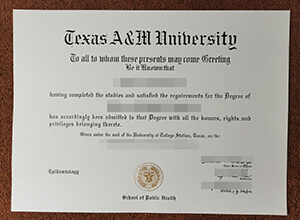 Texas A&M University
To all to whom these presents may come Greeting
Be it Known that
having completed the studies and satisfied the requirements for the Degree of
has accordingly been admitted to that Degree with all the honors, rights and
privileges belonging thereto.
Given under the seal of the University of College Station, Texas, on the
Epidemiology
School of Public Health